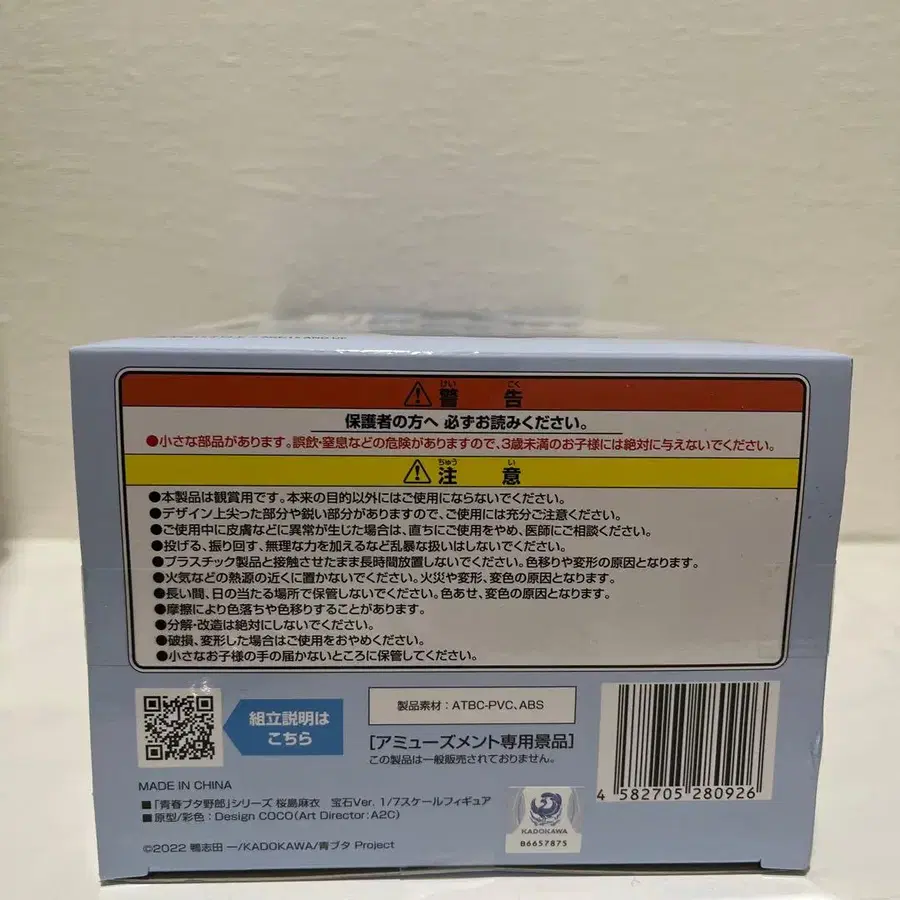 警告
けいこく
保護者の方へ 必ずお読みください。
●小さな部品があります。誤飲・窒息などの危険がありますので、3歳未満のお子様には絶対に与えないでください。
注意
ちゅうい
●本製品は観賞用です。本来の目的以外にはご使用にならないでください。
●デザイン上尖った部分や鋭い部分がありますので、ご使用には充分ご注意ください。
●ご使用中に皮膚などに異常が生じた場合は、直ちにご使用をやめ、医師にご相談ください。
●投げる、振り回す、無理な力を加えるなど乱暴な扱いはしないでください。
●プラスチック製品と接触させたまま長時間放置しないでください。色移りや変形の原因となります。
●火気などの熱源の近くに置かないでください。火災や変形、変色の原因となります。
●長い間、日の当たる場所で保管しないでください。色あせ、変色の原因となります。
●摩擦により色落ちや色移りすることがあります。
●分解・改造は絶対にしないでください。
●破損、変形した場合はご使用をおやめください。
●小さなお子様の手の届かないところに保管してください。
組立説明は
こちら
製品素材：ATBC-PVC、ABS
[アミューズメント専用景品]
この製品は一般販売されておりません。
MADE IN CHINA
■「青春ブタ野郎」シリーズ 桜島麻衣 宝石Ver. 1/7スケールフィギュア
■原型/彩色：Design COCO(Art Director:A2C)
©2022 鴨志田 一/KADOKAWA/青ブタ Project
KADOKAWA
B6657875
4 582705 280926